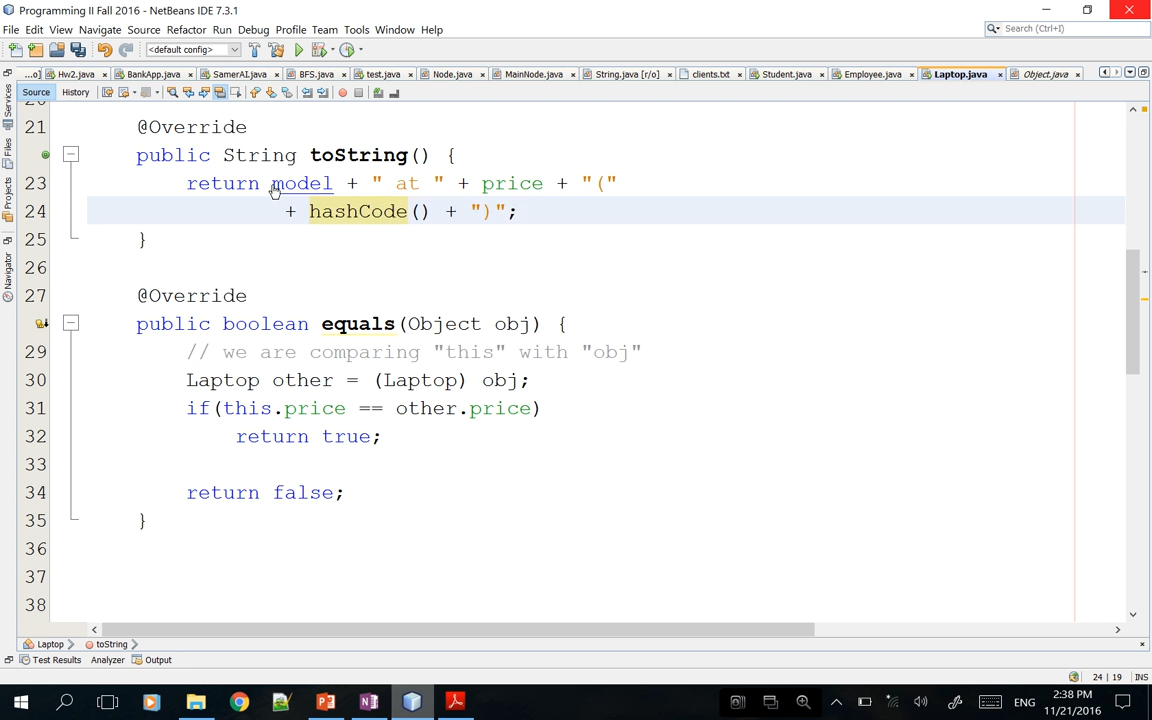 Programming II Fall 2016 - NetBeans IDE 7.3.1
File Edit View Navigate Source Refactor Run Debug Profile Team Tools Window Help
Search (Ctrl+I)
<default config>
...o] Hv2.java BankApp.java SamerAI.java BFS.java test.java Node.java MainNode.java String.java [r/o] clients.txt Student.java Employee.java Laptop.java Object.java
Source History
Services
Files
Projects
Navigator
20
21 @Override
public String toString() {
23 return model + " at " + price + "("
24 + hashCode() + ")";
25 }
26
27 @Override
public boolean equals(Object obj) {
29 // we are comparing "this" with "obj"
30 Laptop other = (Laptop) obj;
31 if(this.price == other.price)
32 return true;
33
34 return false;
35 }
36
37
38
Laptop toString
Test Results Analyzer Output
24 | 19 INS
ENG
2:38 PM
11/21/2016